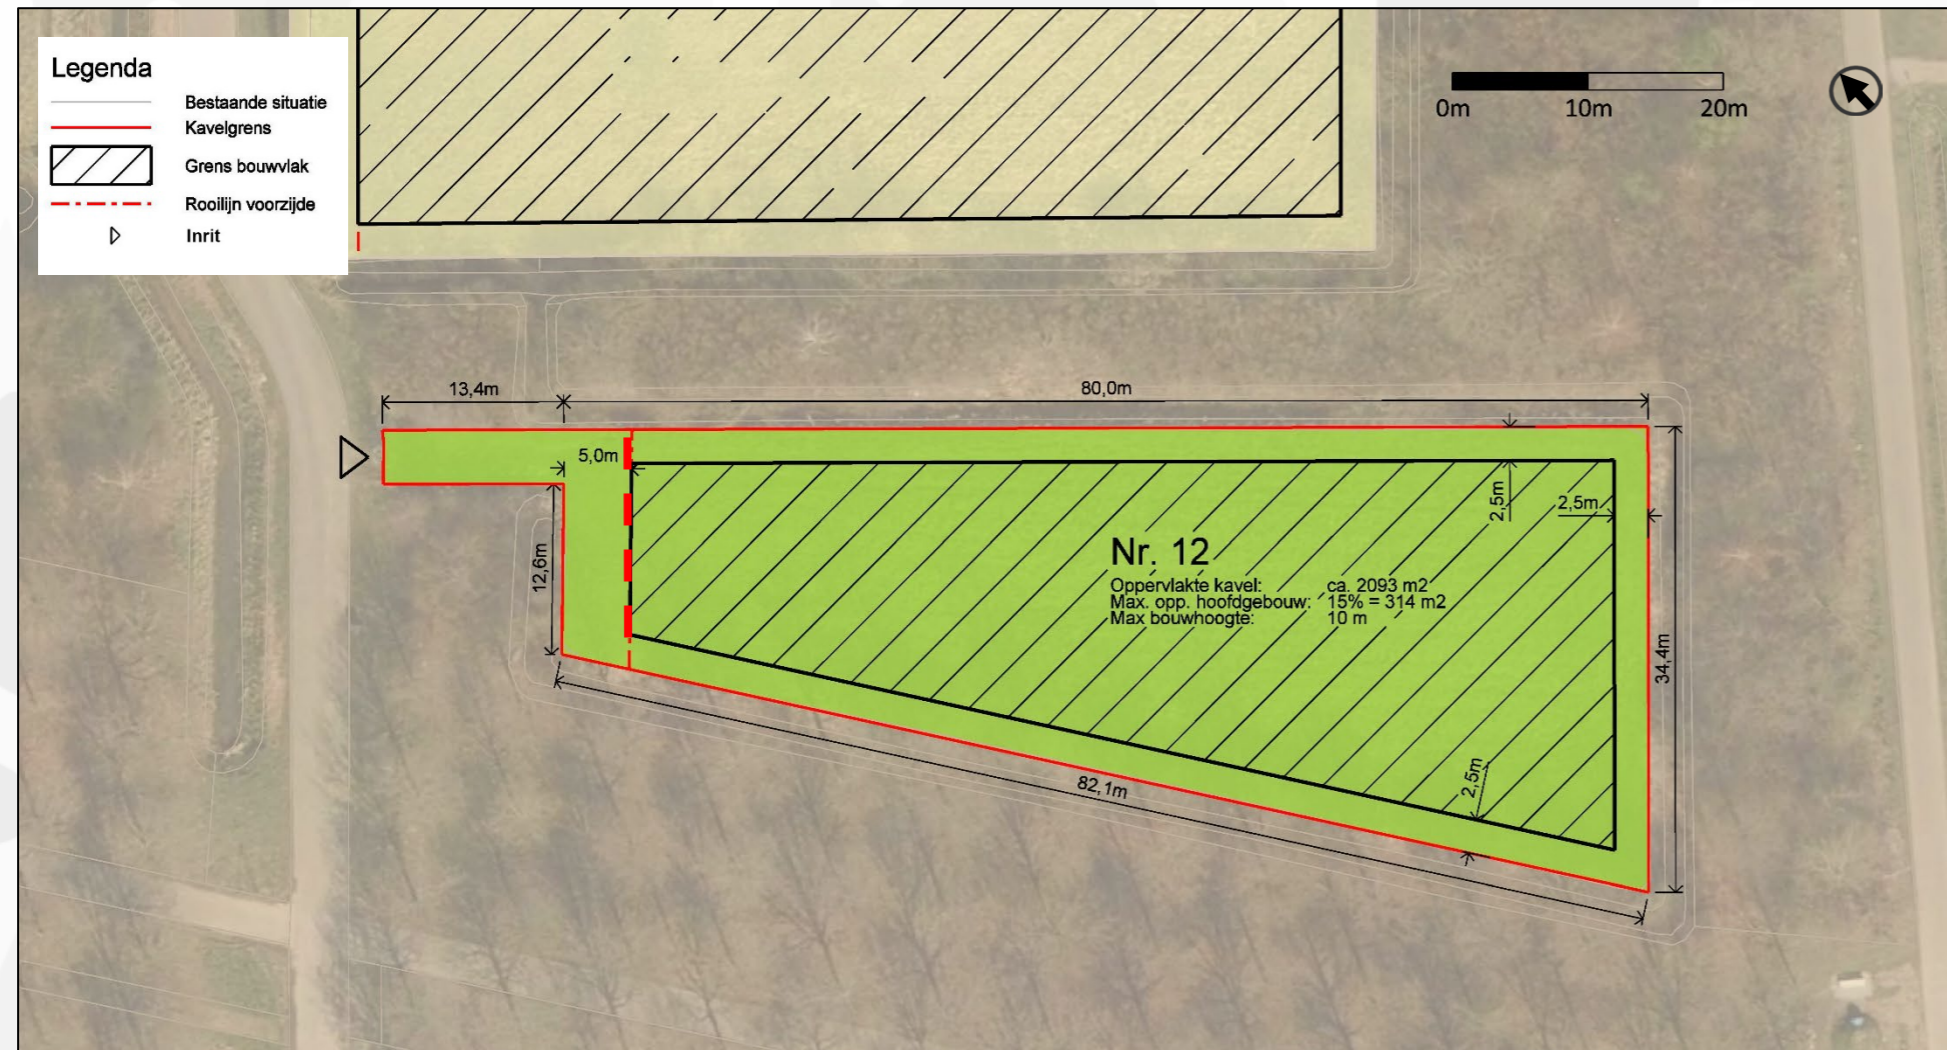 Legenda
Bestaande situatie
Kavelgrens
Grens bouwvlak
Rooilijn voorzijde
Inrit
0m 10m 20m
13,4m
80,0m
5,0m
2,5m
2,5m
12,6m
Nr. 12
Oppervlakte kavel: ca. 2093 m2
Max. opp. hoofdgebouw: 15% = 314 m2
Max bouwhoogte: 10 m
34,4m
2,5m
82,1m